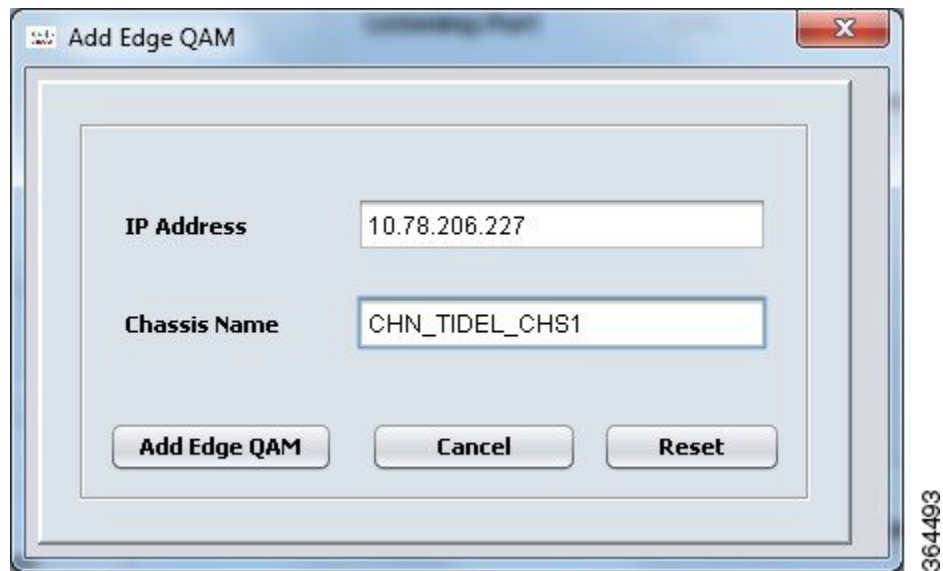 Add Edge QAM
IP Address
10.78.206.227
Chassis Name
CHN_TIDEL_CHS1
Add Edge QAM
Cancel
Reset
364493